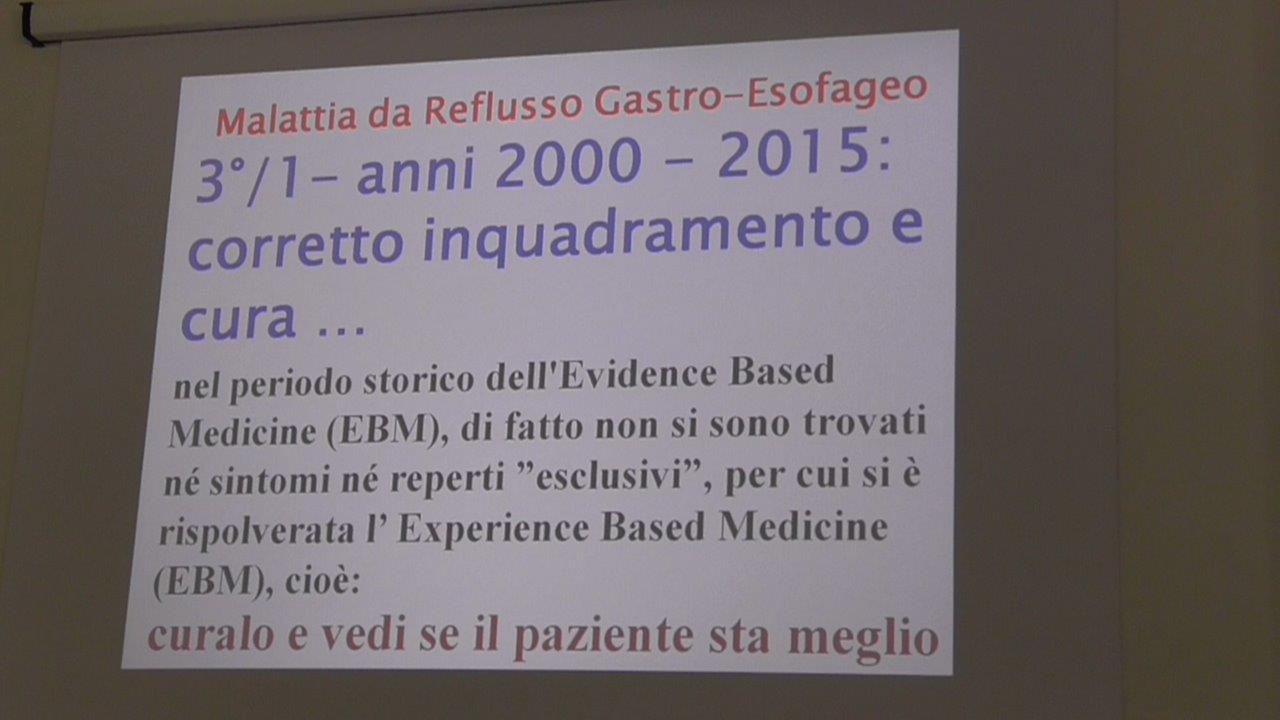 Malattia da Reflusso Gastro-Esofageo
3°/1- anni 2000 - 2015:
corretto inquadramento e
cura ...
nel periodo storico dell'Evidence Based
Medicine (EBM), di fatto non si sono trovati
né sintomi né reperti ”esclusivi”, per cui si è
rispolverata l’ Experience Based Medicine
(EBM), cioè:
curalo e vedi se il paziente sta meglio